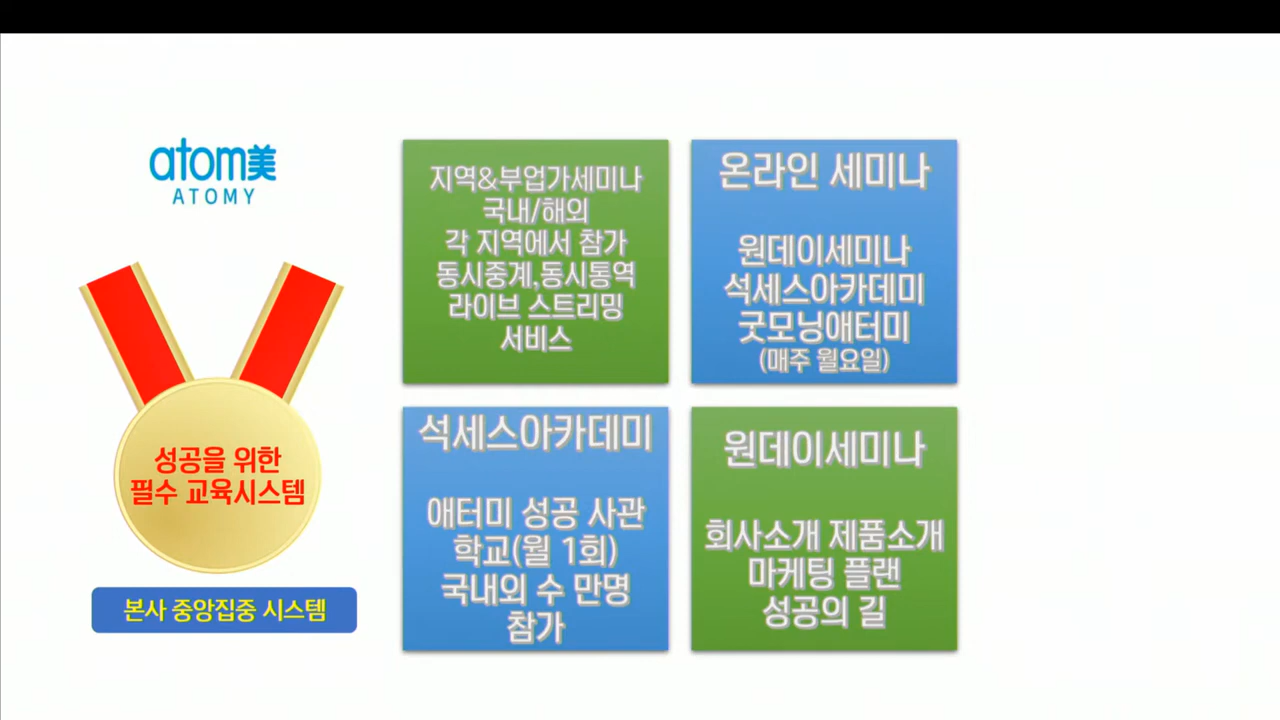 atom美
ATOMY
성공을 위한
필수 교육시스템
본사 중앙집중 시스템
지역&부업가세미나
국내/해외
각 지역에서 참가
동시중계,동시통역
라이브 스트리밍
서비스
온라인 세미나
원데이세미나
석세스아카데미
굿모닝애터미
(매주 월요일)
석세스아카데미
애터미 성공 사관
학교(월 1회)
국내외 수 만명
참가
원데이세미나
회사소개 제품소개
마케팅 플랜
성공의 길